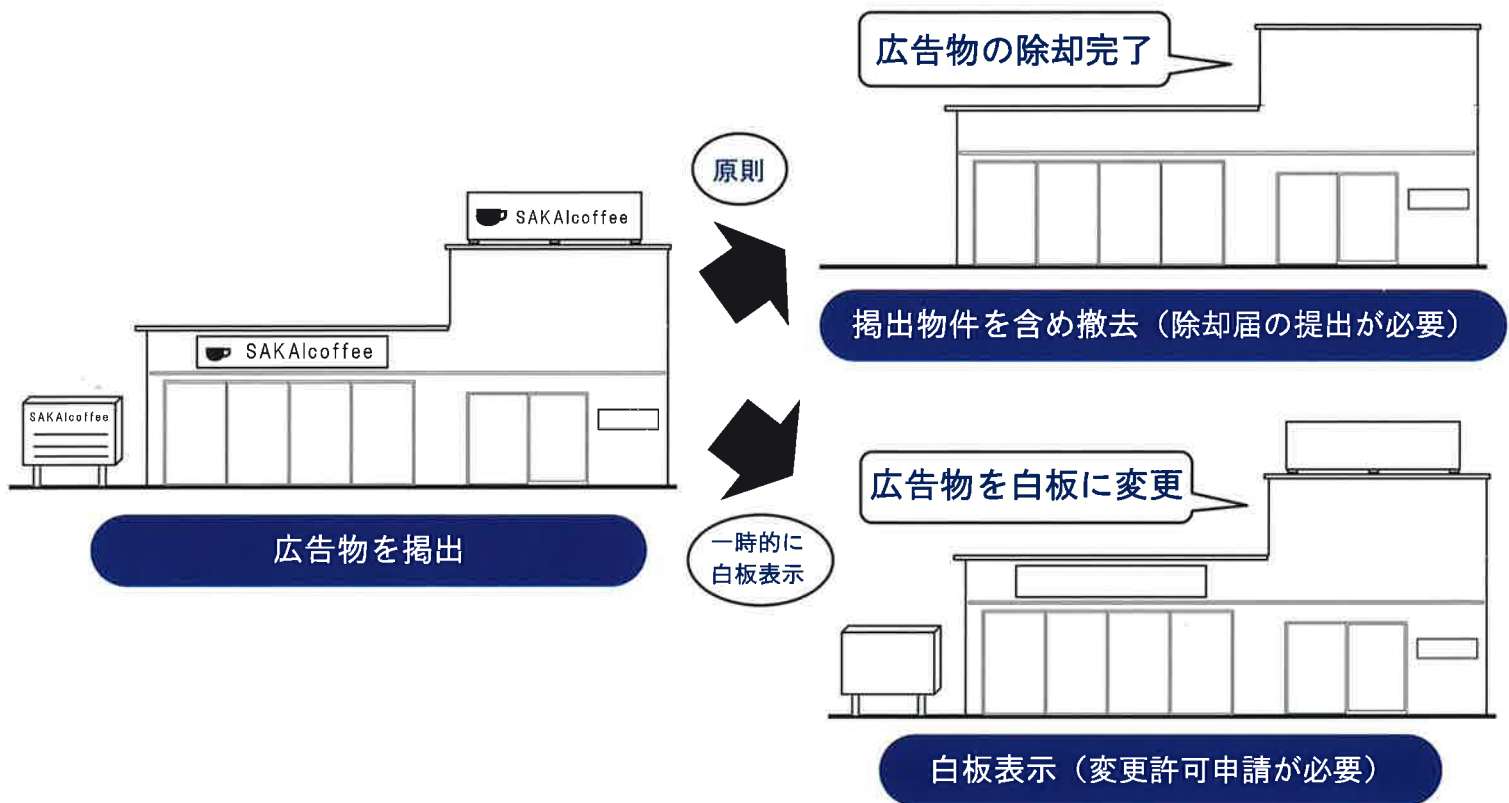 SAKAIcoffee
SAKAIcoffee
SAKAIcoffee
広告物を掲出
原則
広告物の除却完了
掲出物件を含め撤去（除却届の提出が必要）
一時的に
白板表示
広告物を白板に変更
白板表示（変更許可申請が必要）